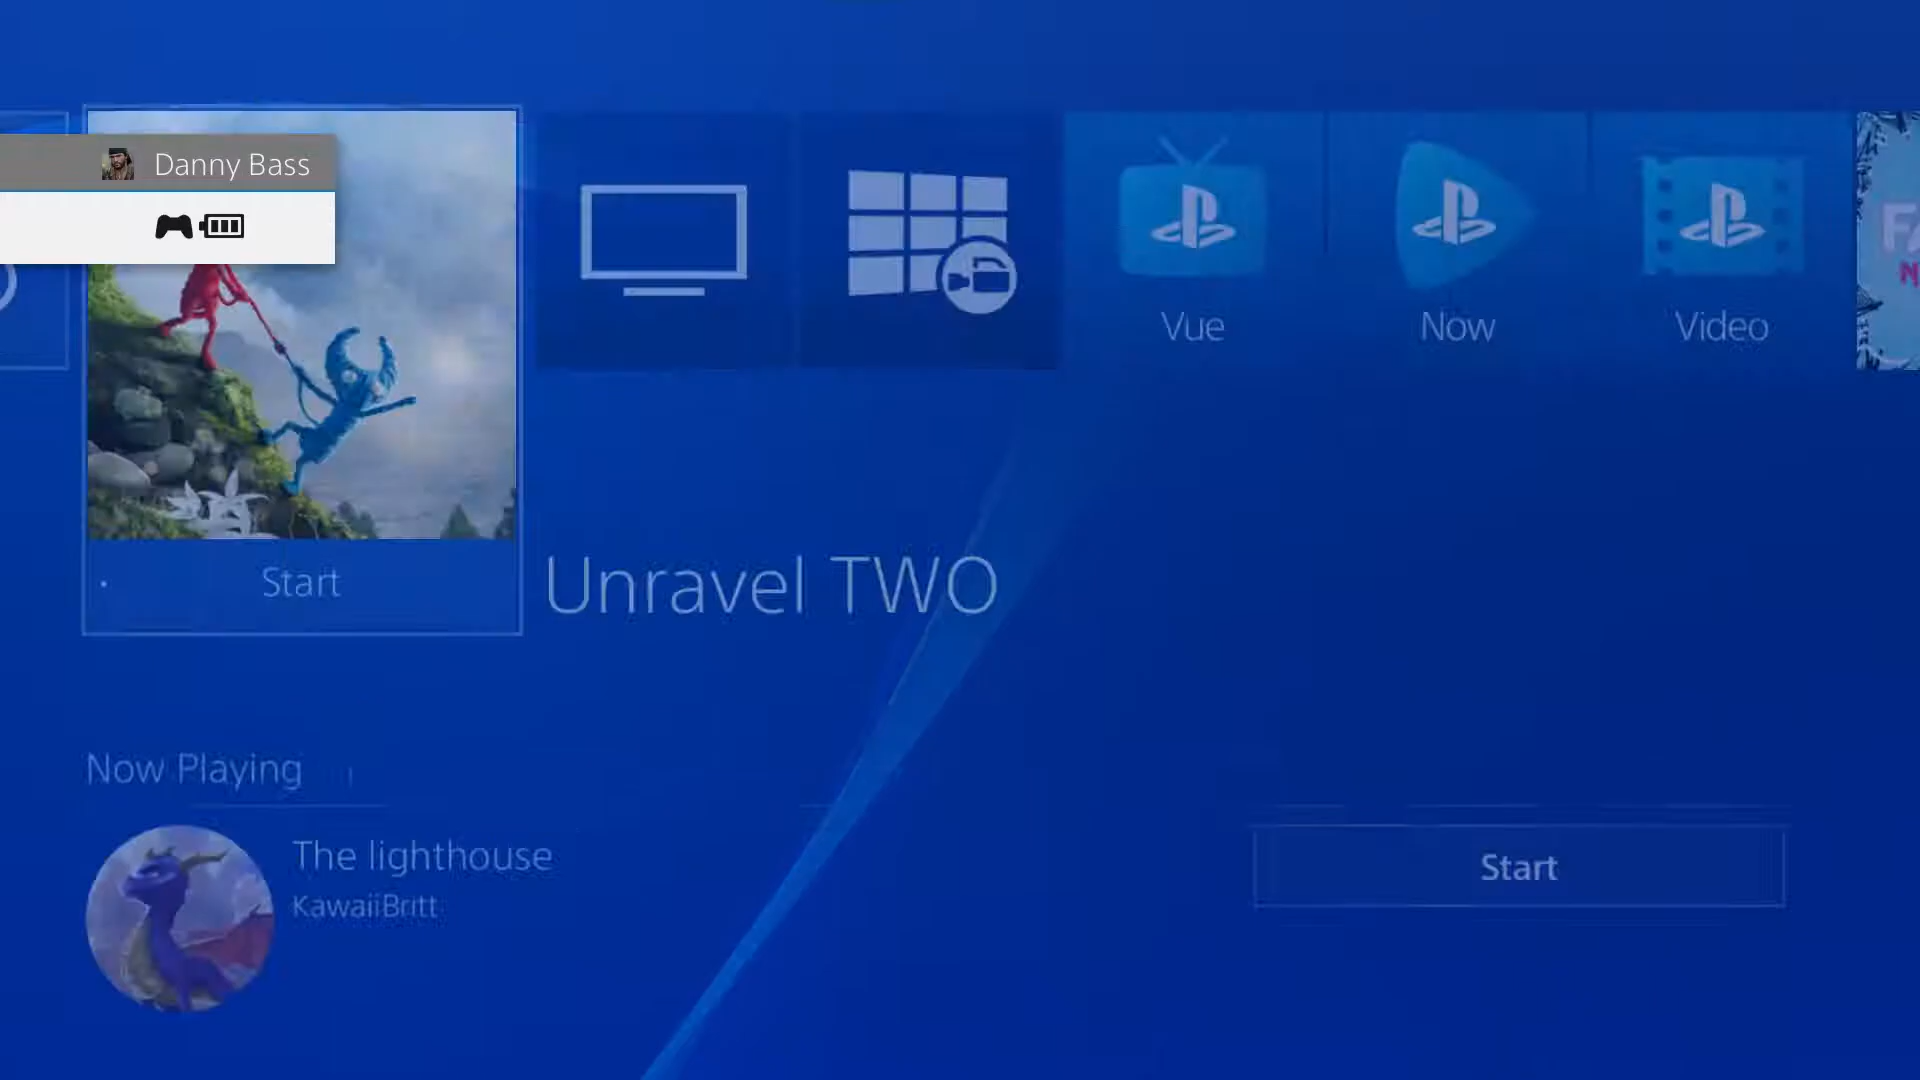 Danny Bass
Vue
Now
Video
Start
Unravel TWO
Now Playing
The lighthouse
KawaiiBritt
Start